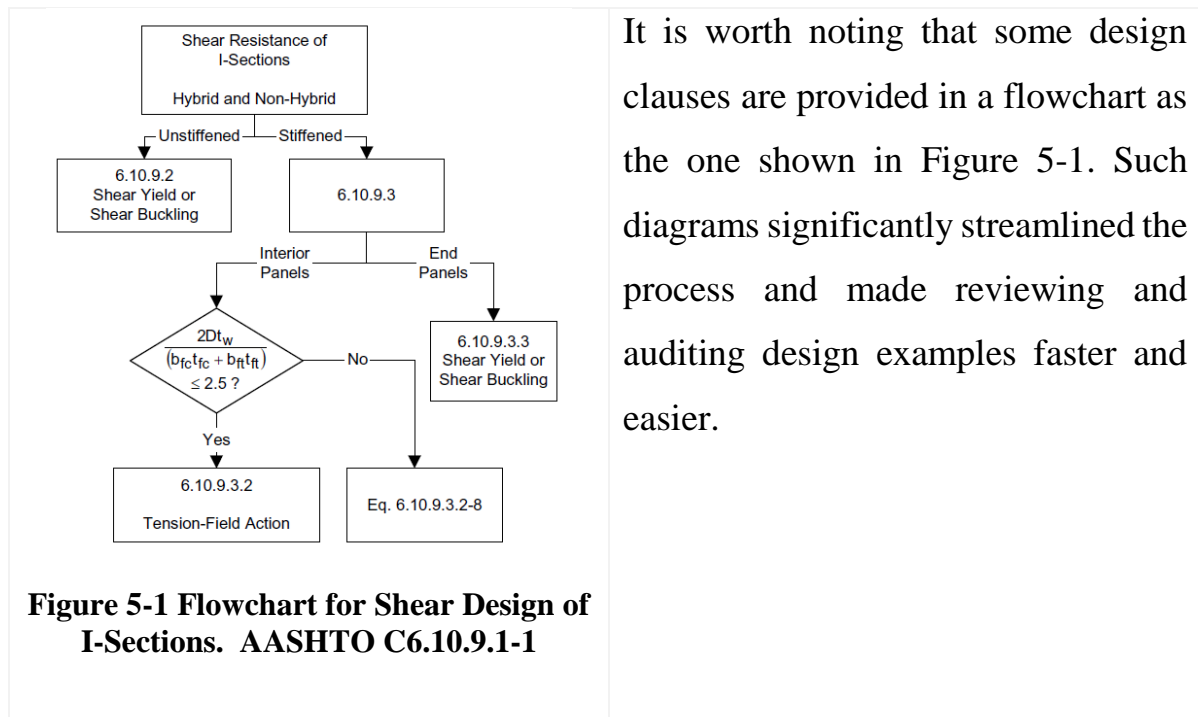 Shear Resistance of
I-Sections
Hybrid and Non-Hybrid
Unstiffened
Stiffened
6.10.9.2
Shear Yield or
Shear Buckling
6.10.9.3
Interior
Panels
End
Panels
2Dt_w
(b_fc t_fc + b_ft t_ft)
≤ 2.5 ?
No
6.10.9.3.3
Shear Yield or
Shear Buckling
Yes
6.10.9.3.2
Tension-Field Action
Eq. 6.10.9.3.2-8
Figure 5-1 Flowchart for Shear Design of
I-Sections. AASHTO C6.10.9.1-1
It is worth noting that some design
clauses are provided in a flowchart as
the one shown in Figure 5-1. Such
diagrams significantly streamlined the
process and made reviewing and
auditing design examples faster and
easier.